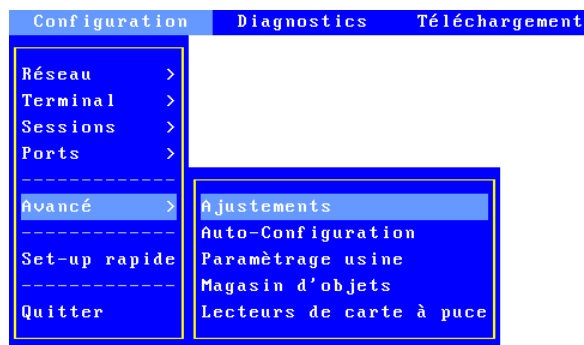 Configuration Diagnostics Téléchargement
Réseau >
Terminal >
Sessions >
Ports >
-------------
Avancé >
-------------
Set-up rapide
-------------
Quitter
Ajustements
Auto-Configuration
Paramètrage usine
Magasin d'objets
Lecteurs de carte à puce